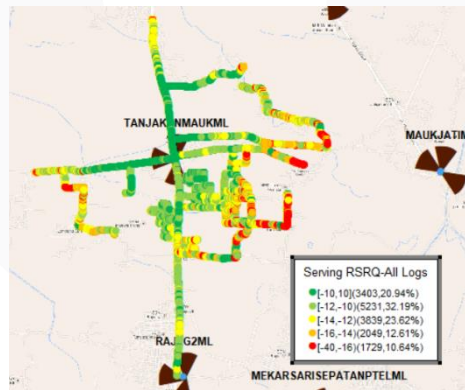 TANJAKANMAUKML
MAUKJATIN
Serving RSRQ-All Logs
[-10,10](3403,20.94%)
[-12,-10)(5231,32.19%)
[-14,-12)(3839,23.62%)
[-16,-14)(2049,12.61%)
[-40,-16)(1729,10.64%)
RAJEG2ML
MEKARSARISEPATANPTELML